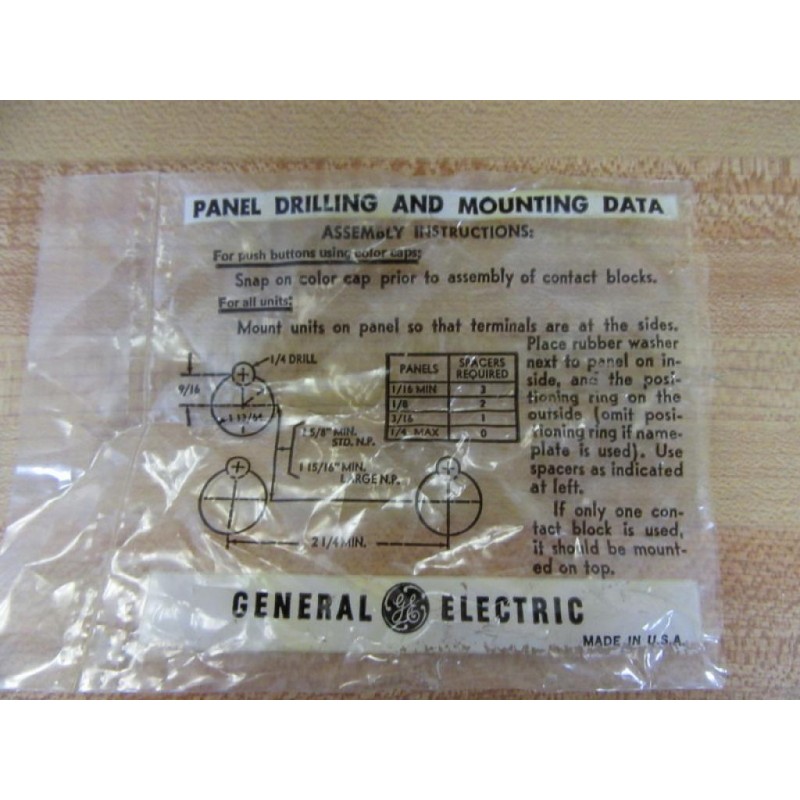 PANEL DRILLING AND MOUNTING DATA
ASSEMBLY INSTRUCTIONS:
For push buttons using color caps:
Snap on color cap prior to assembly of contact blocks.
For all units:
Mount units on panel so that terminals are at the sides.
Place rubber washer
next to panel on in-
side, and the posi-
tioning ring on the
outside (omit posi-
tioning ring if name-
plate is used). Use
spacers as indicated
at left.
If only one con-
tact block is used,
it should be mount-
ed on top.
1/4 DRILL
9/16
PANELS SPACERS REQUIRED
1/16 MIN 3
1/8 2
3/16 1
1/4 MAX 0
1 5/8" MIN.
STD. N.P.
1 15/16" MIN.
LARGE N.P.
2 1/4 MIN.
GENERAL GE ELECTRIC
MADE IN U.S.A.